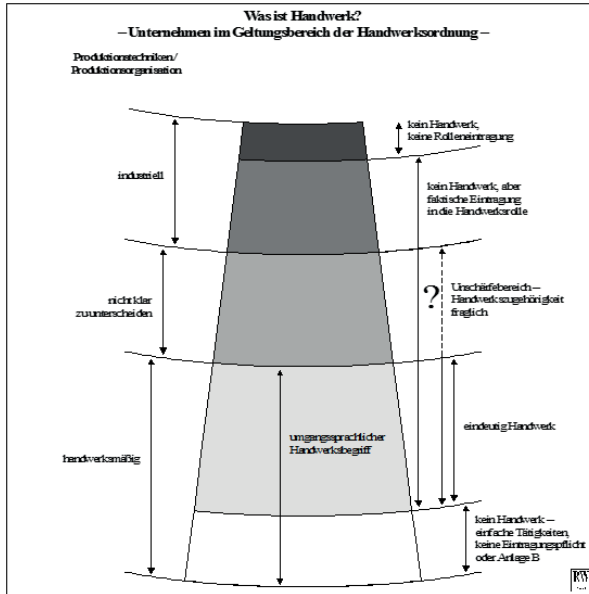 Was ist Handwerk?
– Unternehmen im Geltungsbereich der Handwerksordnung –
Produktionstechniken/
Produktionsorganisation
kein Handwerk,
keine Rolleneintragung
industriell
kein Handwerk, aber
faktische Eintragung
in die Handwerksrolle
nicht klar
zu unterscheiden
?
Unschärfebereich –
Handwerkszugehörigkeit
fraglich
handwerksmäßig
umgangssprachlicher
Handwerksbegriff
eindeutig Handwerk
kein Handwerk –
einfache Tätigkeiten,
keine Eintragungspflicht
oder Anlage B